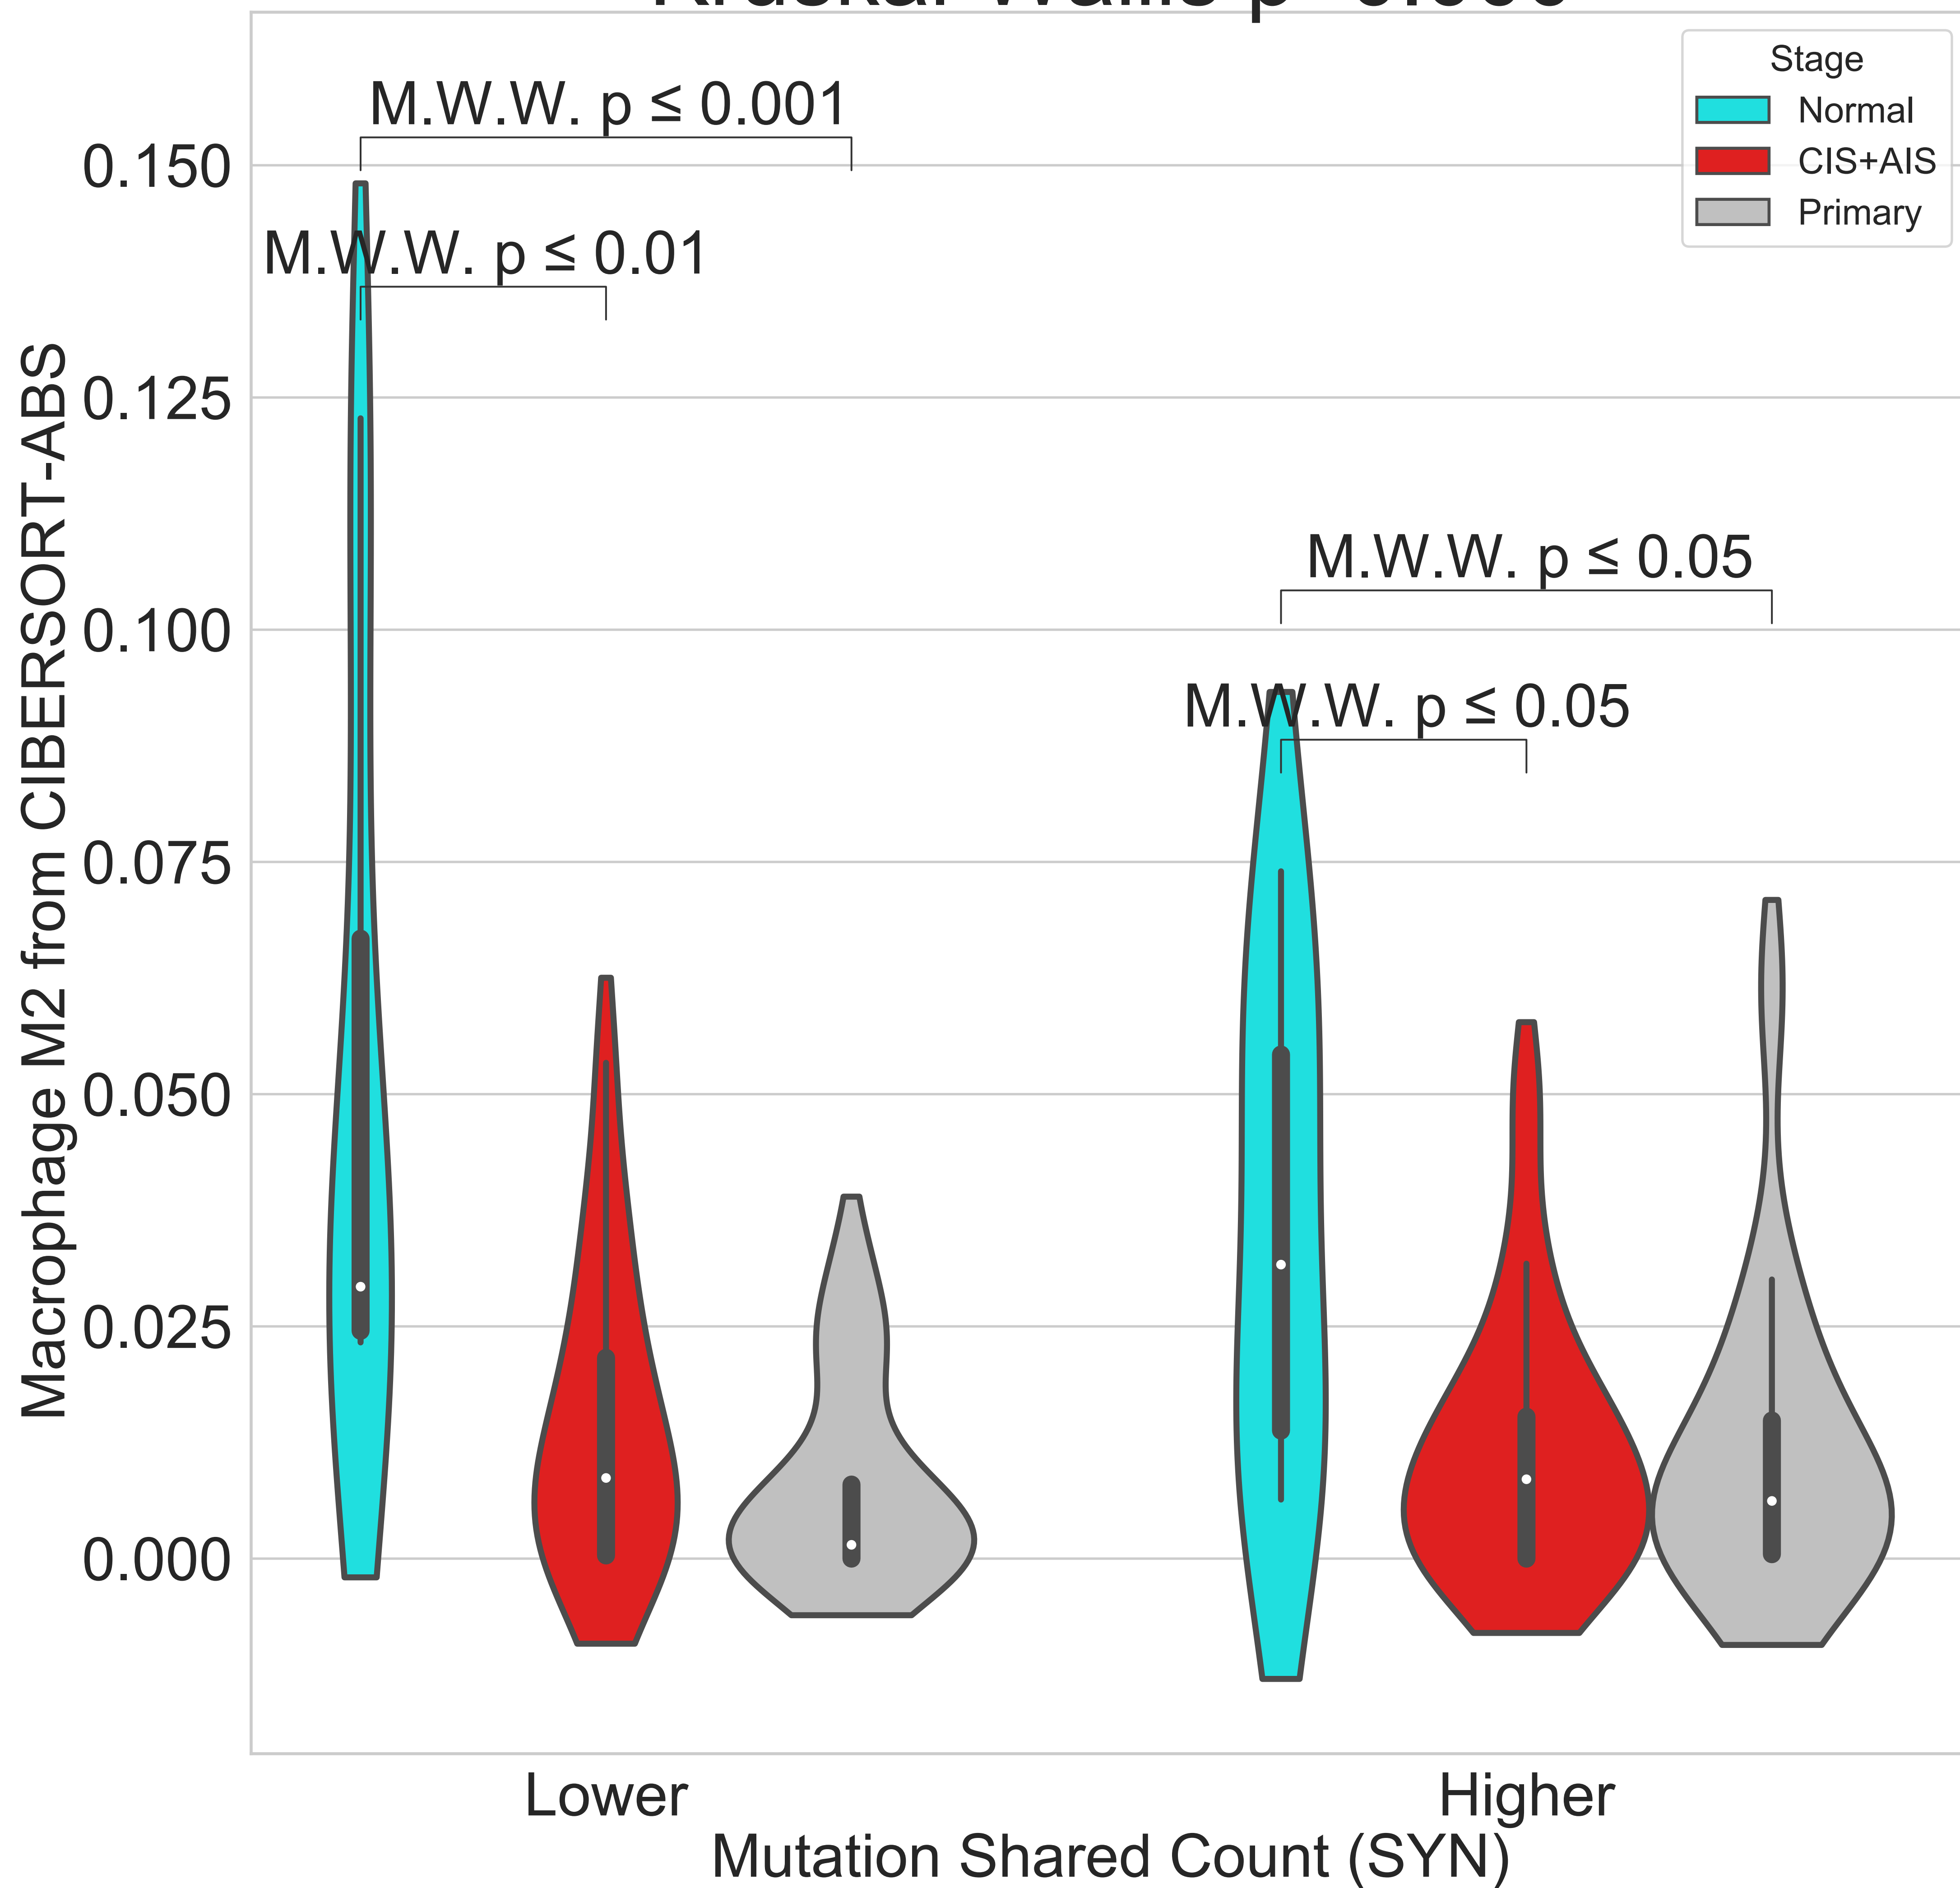 Stage
Normal
CIS+AIS
Primary
M.W.W. p ≤ 0.001
M.W.W. p ≤ 0.01
M.W.W. p ≤ 0.05
M.W.W. p ≤ 0.05
Macrophage M2 from CIBERSORT-ABS
0.150
0.125
0.100
0.075
0.050
0.025
0.000
Lower
Higher
Mutation Shared Count (SYN)